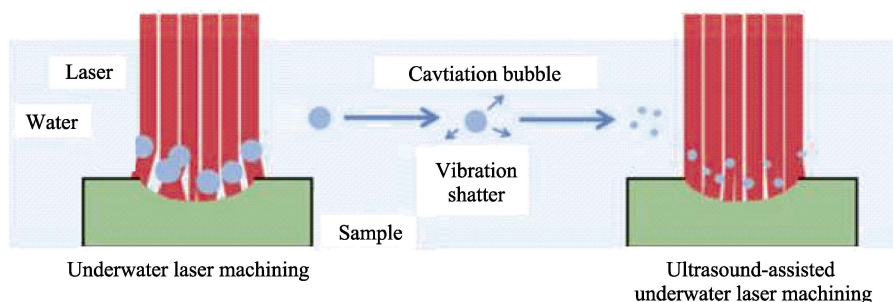 Laser
Cavtiation bubble
Water
Vibration
shatter
Sample
Underwater laser machining
Ultrasound-assisted
underwater laser machining